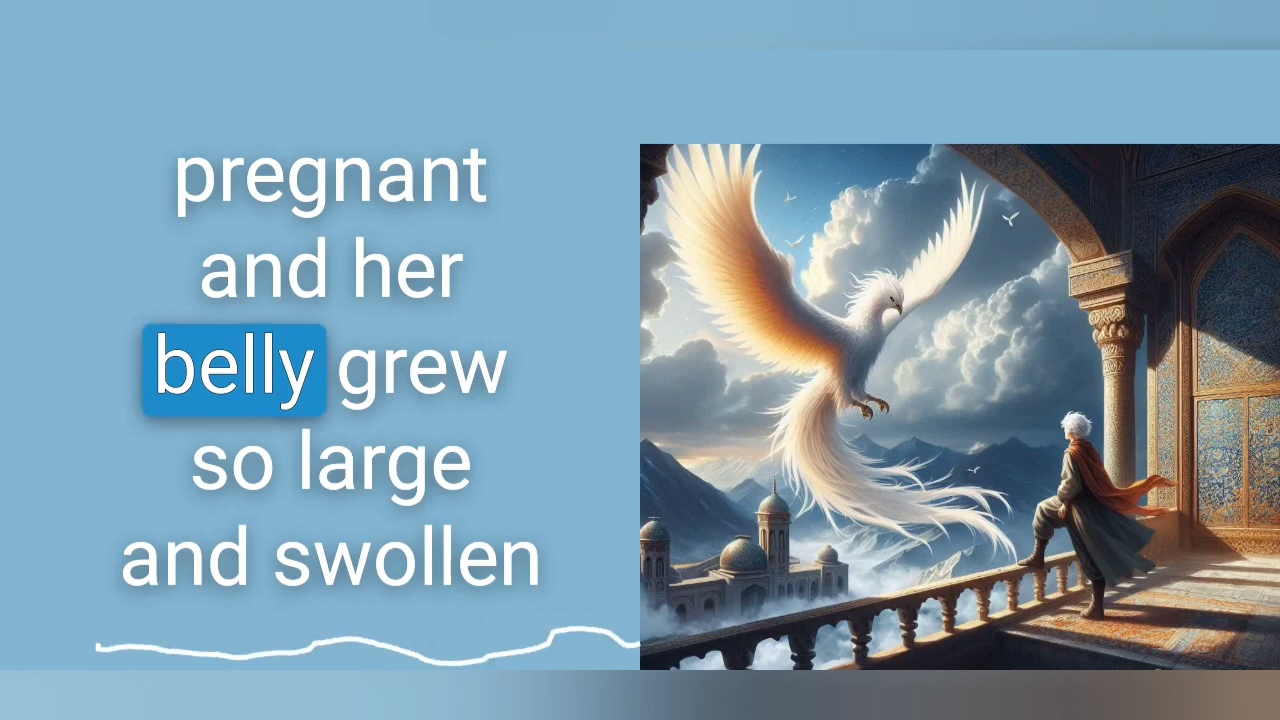 pregnant
and her
belly grew
so large
and swollen